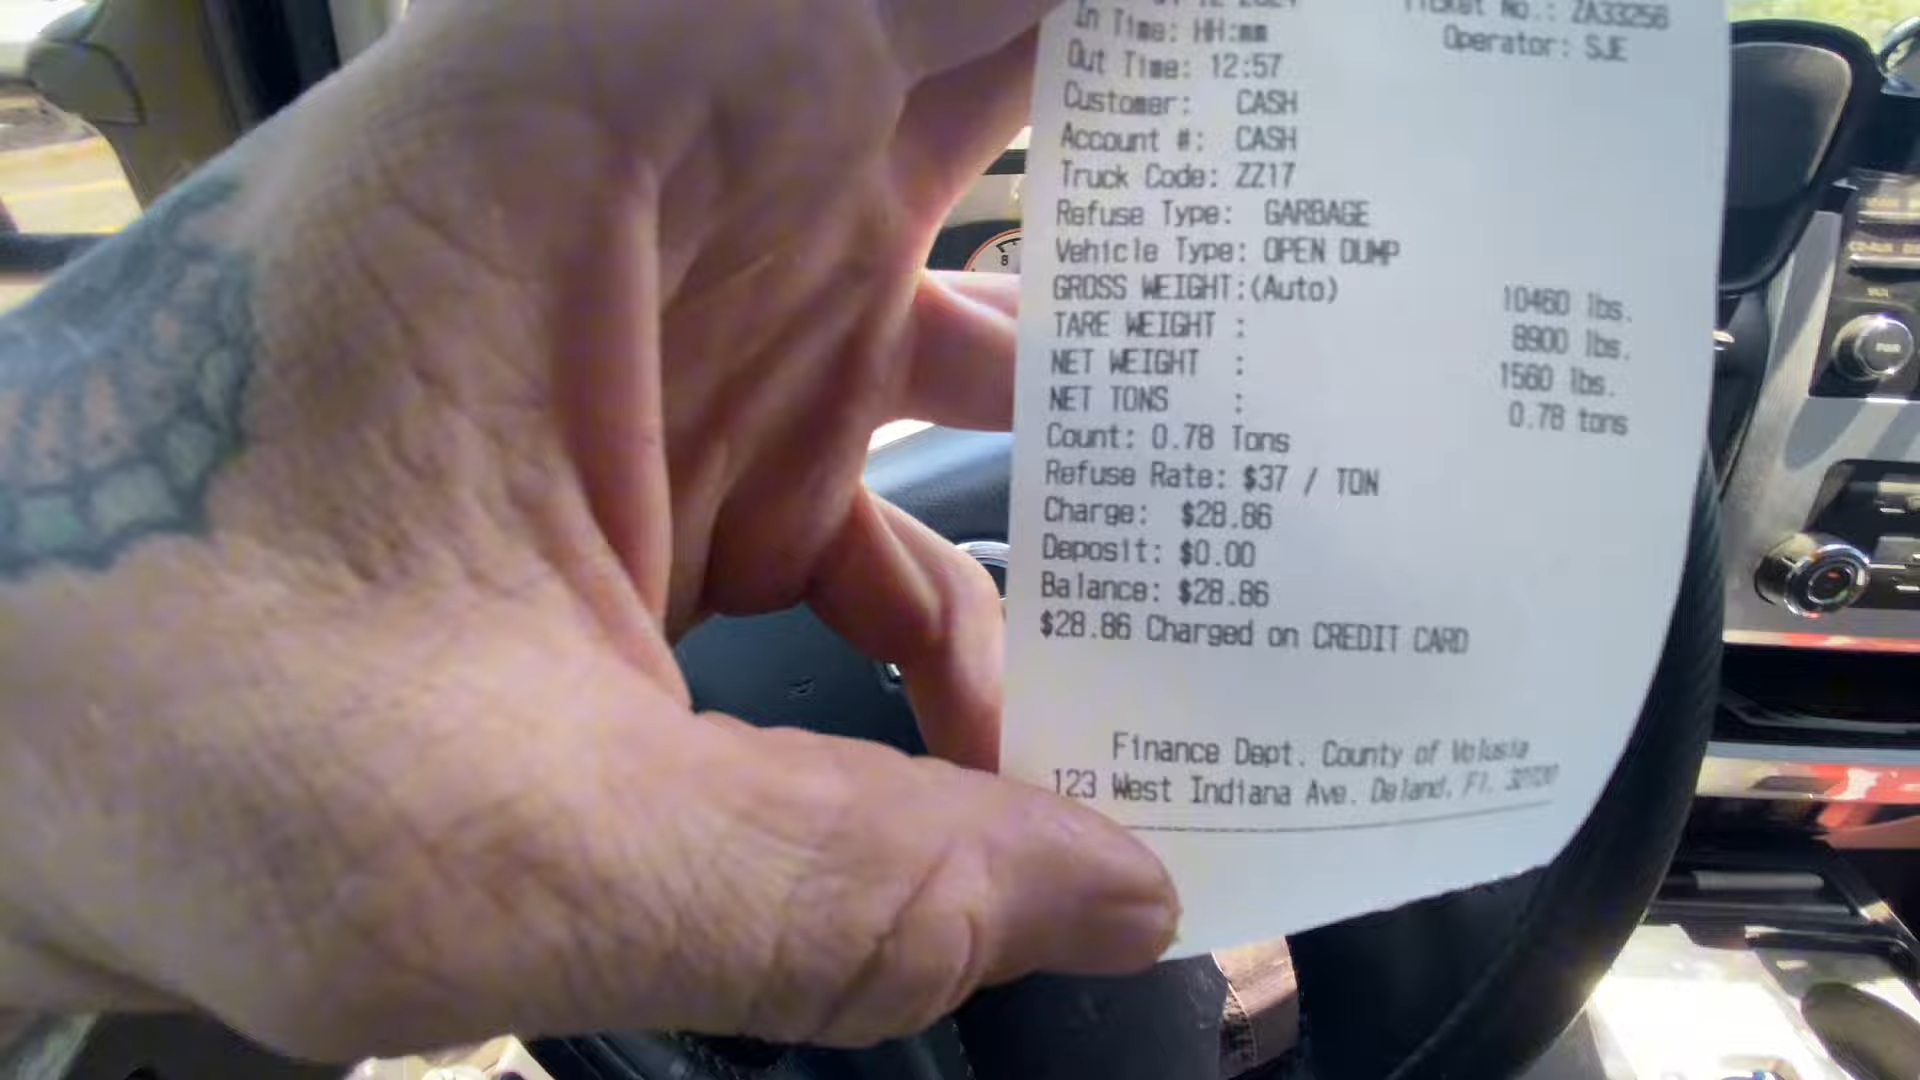 In Time: HH:mm
Ticket No.: ZA33256
Operator: SJE
Out Time: 12:57
Customer: CASH
Account #: CASH
Truck Code: ZZ17
Refuse Type: GARBAGE
Vehicle Type: OPEN DUMP
GROSS WEIGHT:(Auto) 10460 lbs.
TARE WEIGHT : 8900 lbs.
NET WEIGHT : 1560 lbs.
NET TONS : 0.78 tons
Count: 0.78 Tons
Refuse Rate: $37 / TON
Charge: $28.86
Deposit: $0.00
Balance: $28.86
$28.86 Charged on CREDIT CARD
Finance Dept. County of Volusia
123 West Indiana Ave. Deland, Fl.
8